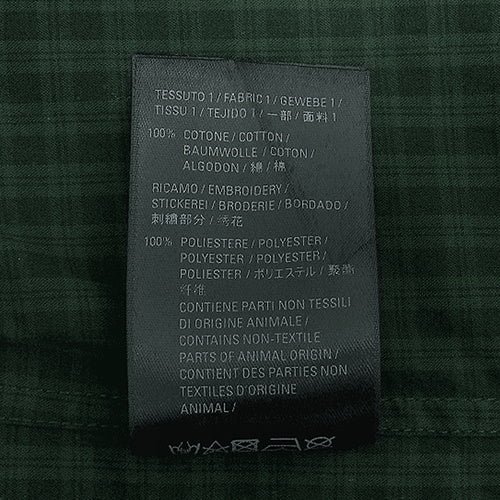 TESSUTO 1 / FABRIC 1 / GEWEBE 1 /
TISSU 1 / TEJIDO 1 / 一部 / 面料 1
100% COTONE / COTTON /
BAUMWOLLE / COTON /
ALGODON / 綿 / 棉
RICAMO / EMBROIDERY /
STICKEREI / BRODERIE / BORDADO /
刺繍部分 / 绣花
100% POLIESTERE / POLYESTER /
POLYESTER / POLYESTER /
POLIESTER / ポリエステル / 聚酯
纤维
CONTIENE PARTI NON TESSILI
DI ORIGINE ANIMALE /
CONTAINS NON-TEXTILE
PARTS OF ANIMAL ORIGIN /
CONTIENT DES PARTIES NON
TEXTILES D'ORIGINE
ANIMAL /